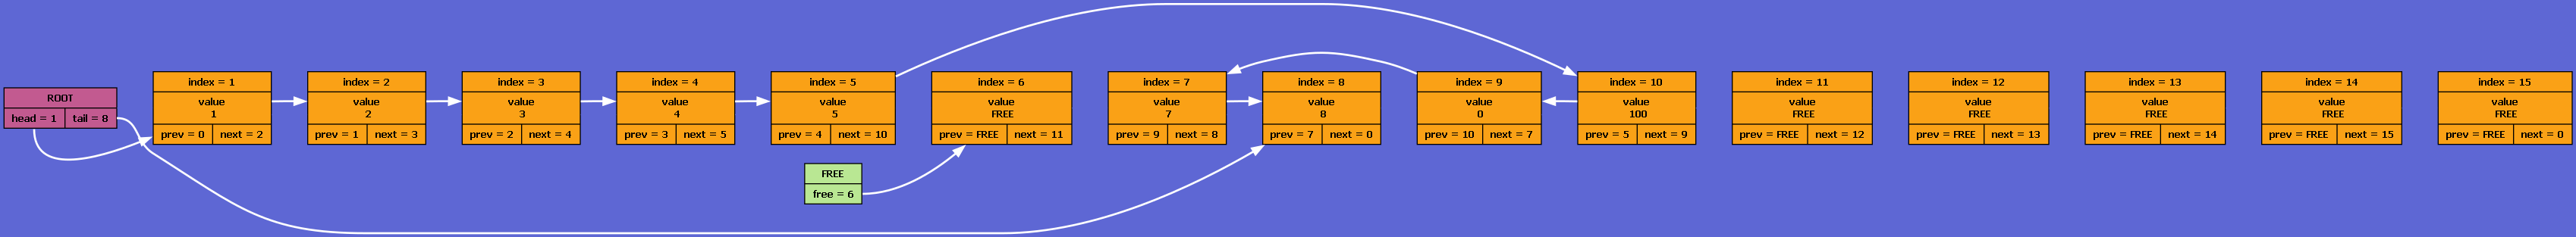 ROOT
head = 1 tail = 8
index = 1
value
1
prev = 0 next = 2
index = 2
value
2
prev = 1 next = 3
index = 3
value
3
prev = 2 next = 4
index = 4
value
4
prev = 3 next = 5
index = 5
value
5
prev = 4 next = 10
FREE
free = 6
index = 6
value
FREE
prev = FREE next = 11
index = 7
value
7
prev = 9 next = 8
index = 8
value
8
prev = 7 next = 0
index = 9
value
0
prev = 10 next = 7
index = 10
value
100
prev = 5 next = 9
index = 11
value
FREE
prev = FREE next = 12
index = 12
value
FREE
prev = FREE next = 13
index = 13
value
FREE
prev = FREE next = 14
index = 14
value
FREE
prev = FREE next = 15
index = 15
value
FREE
prev = FREE next = 0